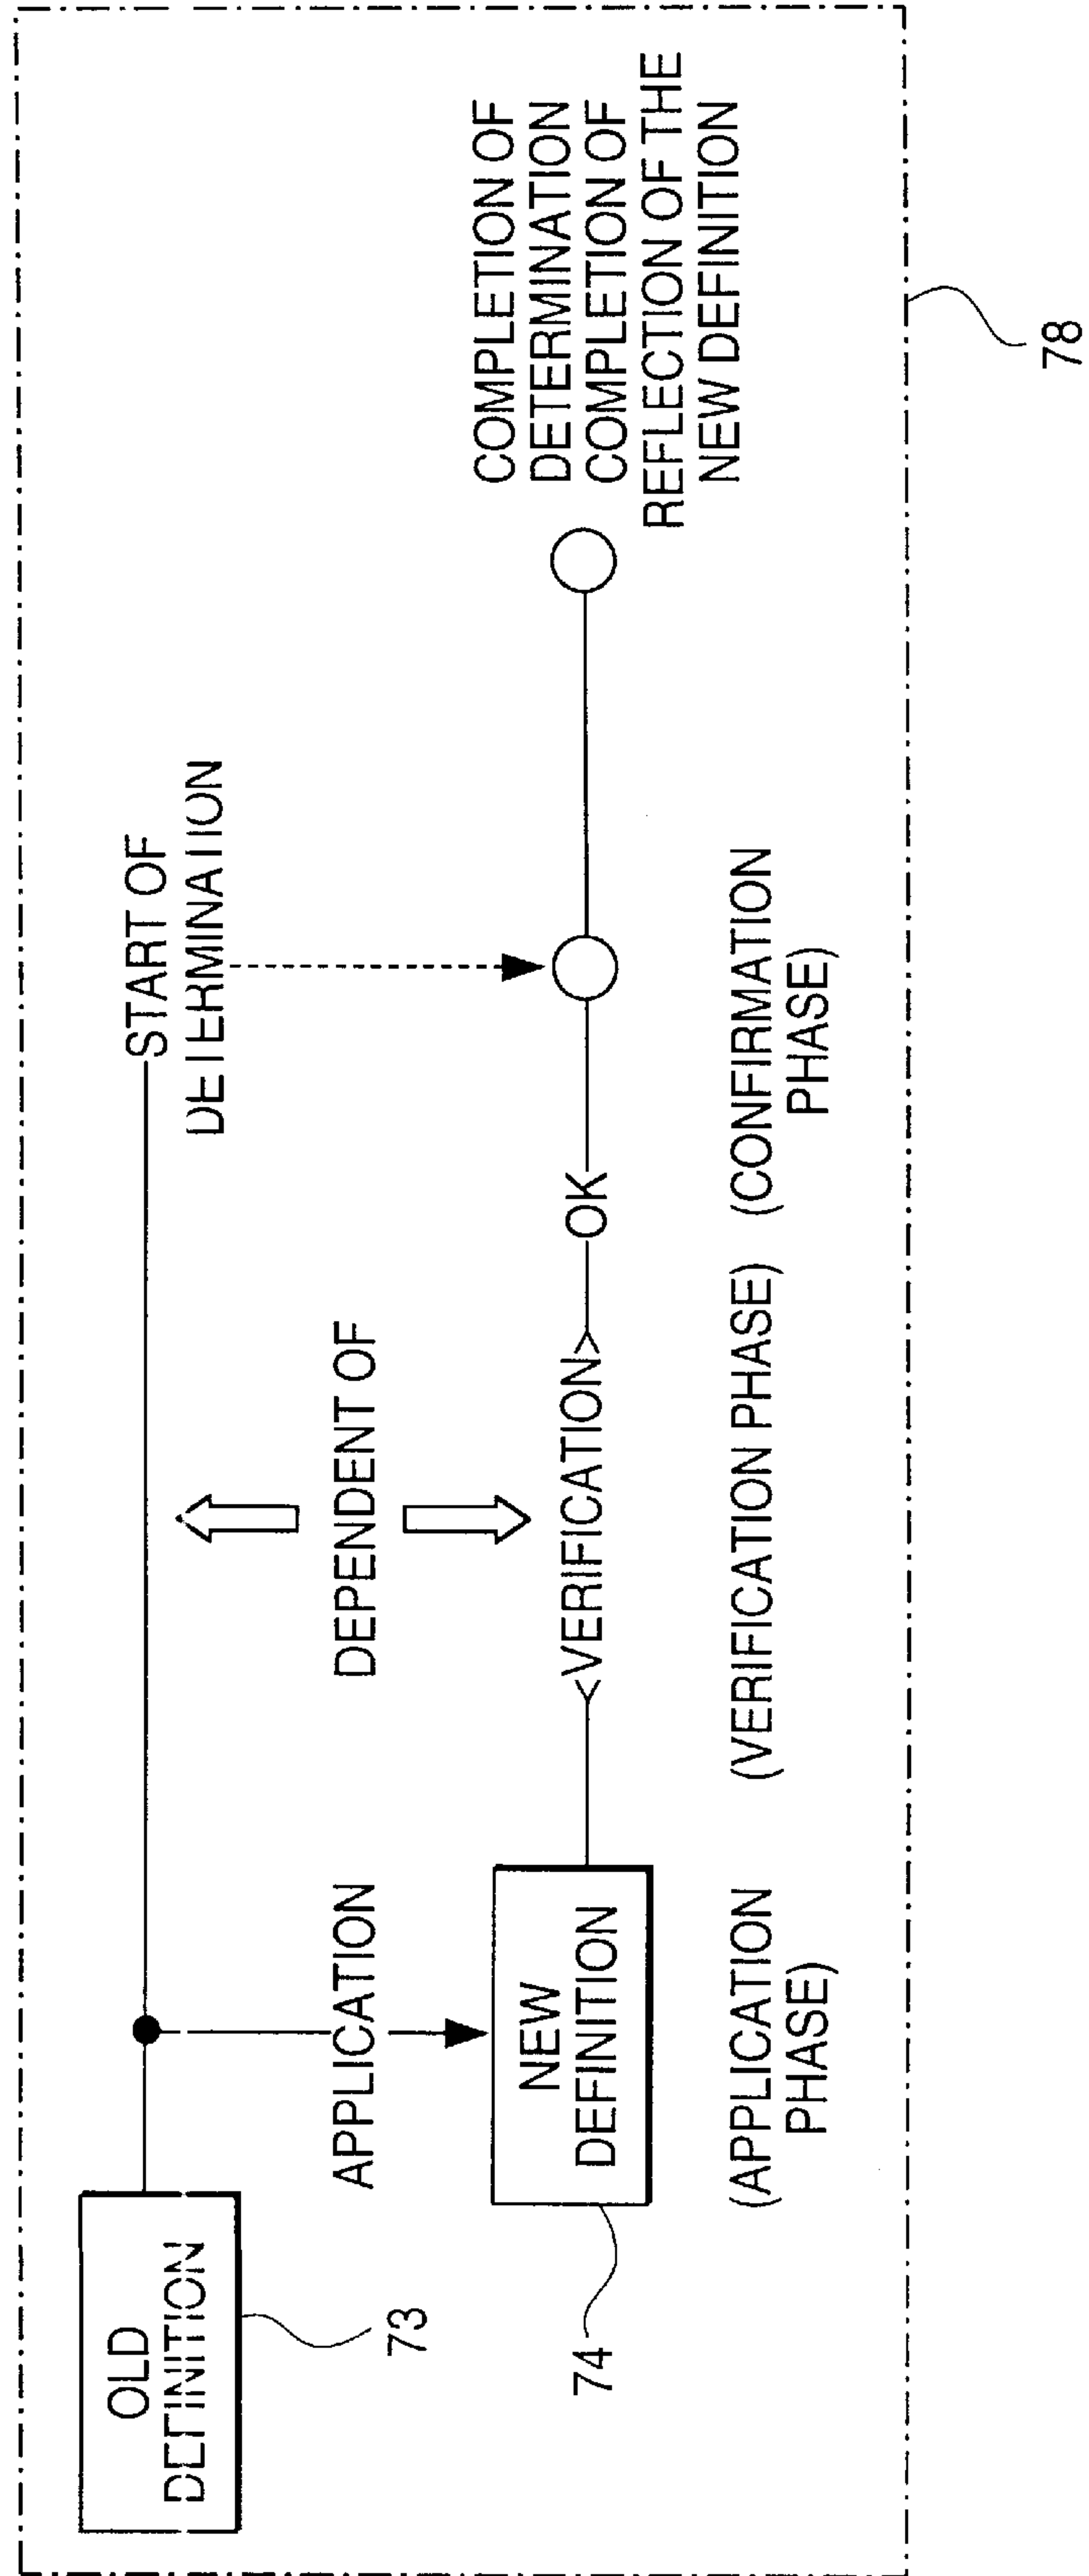 OLD
DEFINITION
73
START OF
DETERMINATION
APPLICATION
DEPENDENT OF
NEW
DEFINITION
74
<VERIFICATION>
OK
COMPLETION OF
DETERMINATION
COMPLETION OF
REFLECTION OF THE
NEW DEFINITION
(APPLICATION
PHASE)
(VERIFICATION PHASE)
(CONFIRMATION
PHASE)
78